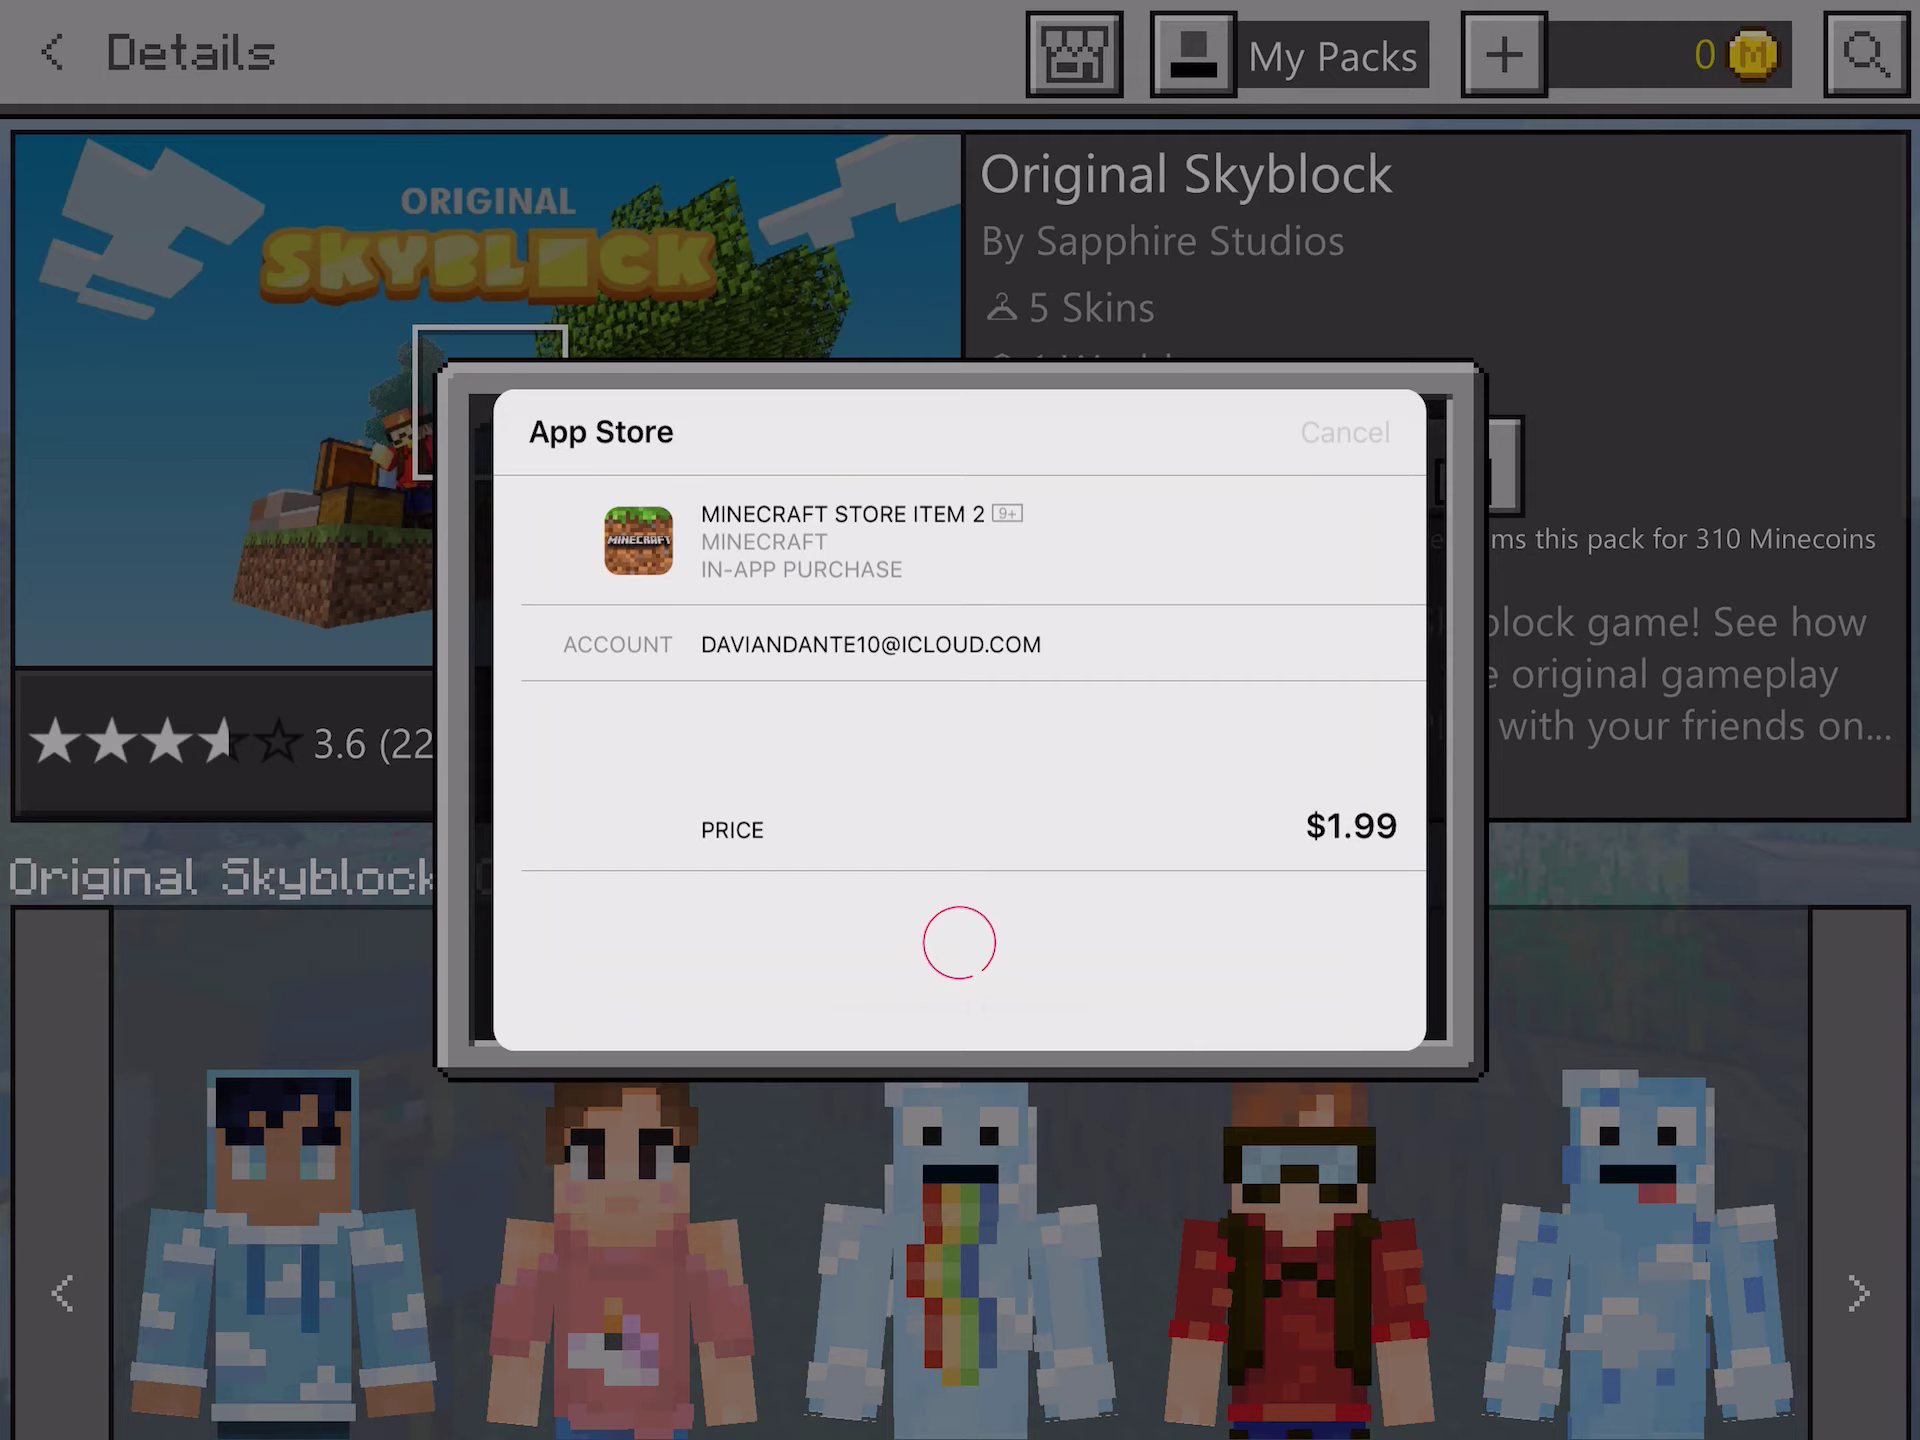 Details
My Packs
0
ORIGINAL
SKYBLOCK
Original Skyblock
By Sapphire Studios
5 Skins
App Store
Cancel
MINECRAFT STORE ITEM 2 9+
MINECRAFT
MINECRAFT
IN-APP PURCHASE
ms this pack for 310 Minecoins
ACCOUNT DAVIANDANTE10@ICLOUD.COM
block game! See how
original gameplay
with your friends on...
3.6 (22
PRICE $1.99
Original Skyblock